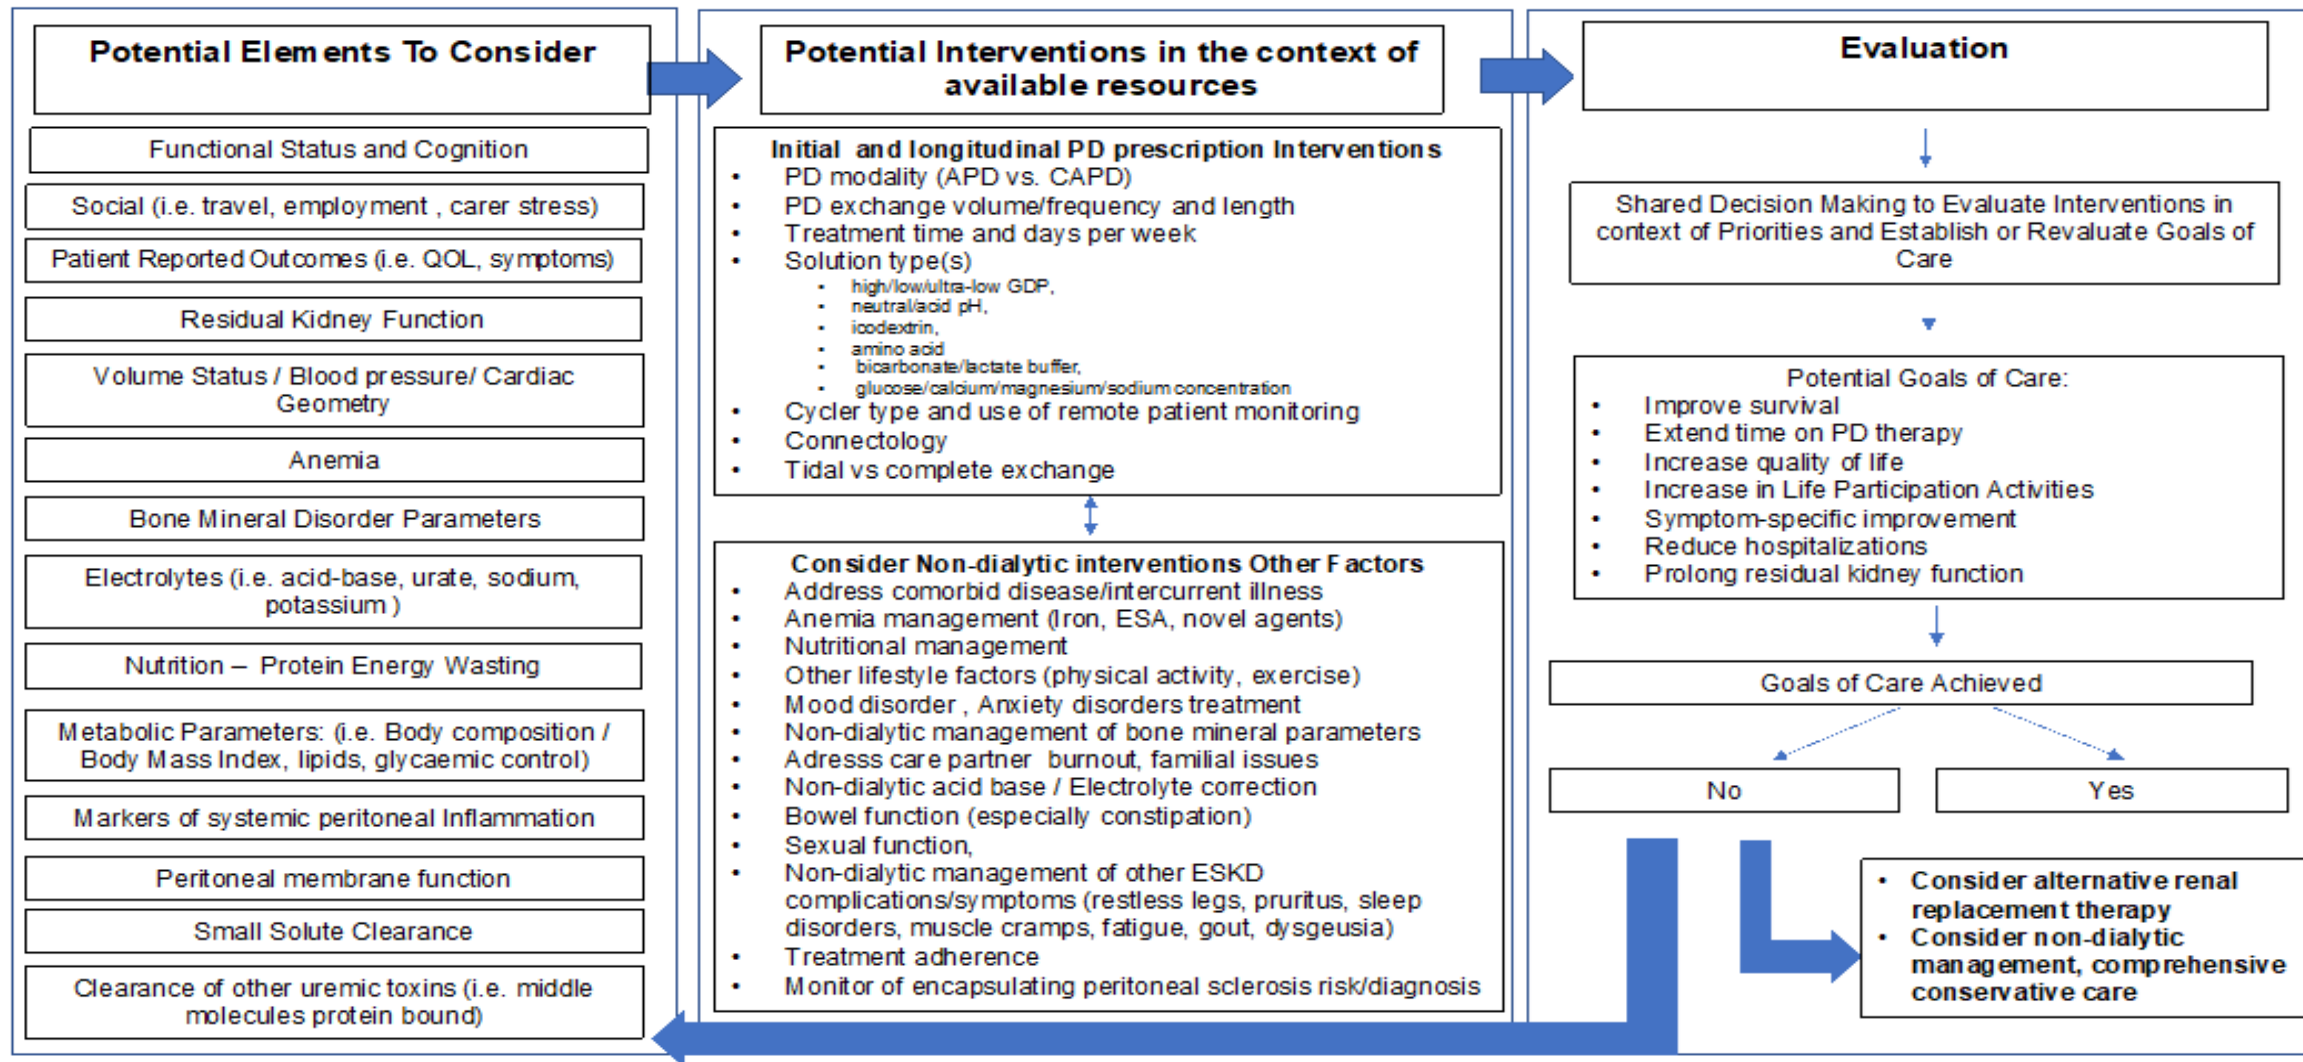 Potential Elements To Consider
Functional Status and Cognition
Social (i.e. travel, employment , carer stress)
Patient Reported Outcomes (i.e. QOL, symptoms)
Residual Kidney Function
Volume Status / Blood pressure/ Cardiac
Geometry
Anemia
Bone Mineral Disorder Parameters
Electrolytes (i.e. acid-base, urate, sodium,
potassium )
Nutrition – Protein Energy Wasting
Metabolic Parameters: (i.e. Body composition /
Body Mass Index, lipids, glycaemic control)
Markers of systemic peritoneal Inflammation
Peritoneal membrane function
Small Solute Clearance
Clearance of other uremic toxins (i.e. middle
molecules protein bound)
Potential Interventions in the context of
available resources
Initial and longitudinal PD prescription Interventions
• PD modality (APD vs. CAPD)
• PD exchange volume/frequency and length
• Treatment time and days per week
• Solution type(s)
• high/low/ultra-low GDP,
• neutral/acid pH,
• icodextrin,
• amino acid
• bicarbonate/lactate buffer,
• glucose/calcium/magnesium/sodium concentration
• Cycler type and use of remote patient monitoring
• Connectology
• Tidal vs complete exchange
Consider Non-dialytic interventions Other Factors
• Address comorbid disease/intercurrent illness
• Anemia management (Iron, ESA, novel agents)
• Nutritional management
• Other lifestyle factors (physical activity, exercise)
• Mood disorder , Anxiety disorders treatment
• Non-dialytic management of bone mineral parameters
• Adresss care partner burnout, familial issues
• Non-dialytic acid base / Electrolyte correction
• Bowel function (especially constipation)
• Sexual function,
• Non-dialytic management of other ESKD
complications/symptoms (restless legs, pruritus, sleep
disorders, muscle cramps, fatigue, gout, dysgeusia)
• Treatment adherence
• Monitor of encapsulating peritoneal sclerosis risk/diagnosis
Evaluation
Shared Decision Making to Evaluate Interventions in
context of Priorities and Establish or Revaluate Goals of
Care
Potential Goals of Care:
• Improve survival
• Extend time on PD therapy
• Increase quality of life
• Increase in Life Participation Activities
• Symptom-specific improvement
• Reduce hospitalizations
• Prolong residual kidney function
Goals of Care Achieved
No
Yes
• Consider alternative renal
replacement therapy
• Consider non-dialytic
management, comprehensive
conservative care